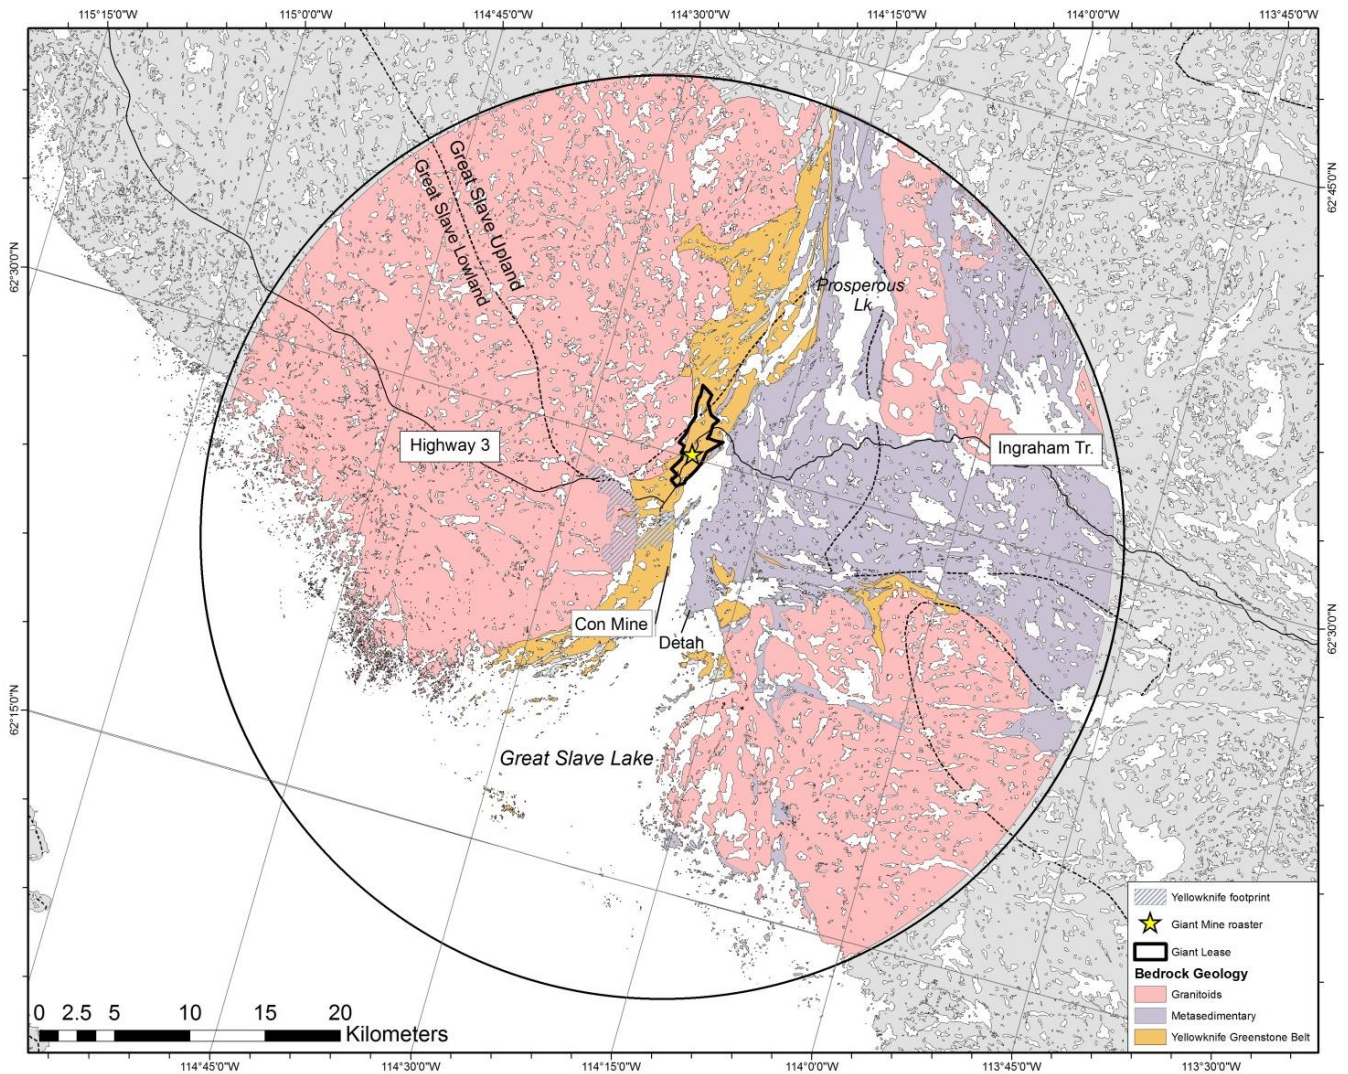 115°15'0"W
115°0'0"W
114°45'0"W
114°30'0"W
114°15'0"W
114°0'0"W
113°45'0"W
62°45'0"N
Great Slave Upland
Great Slave Lowland
62°30'0"N
Prosperous
Lk.
Highway 3
Ingraham Tr.
Con Mine
Detah
62°30'0"N
62°15'0"N
Great Slave Lake
Yellowknife footprint
Giant Mine roaster
Giant Lease
Bedrock Geology
Granitoids
Metasedimentary
Yellowknife Greenstone Belt
0 2.5 5 10 15 20
Kilometers
114°45'0"W
114°30'0"W
114°15'0"W
114°0'0"W
113°45'0"W
113°30'0"W